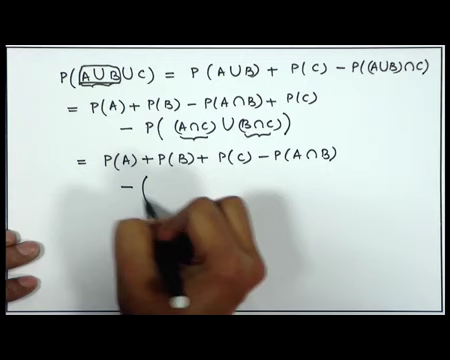 P(A∪B∪C) = P(A∪B) + P(C) − P((A∪B)∩C)
= P(A) + P(B) − P(A∩B) + P(C)
− P((A∩C) ∪ (B∩C))
= P(A) + P(B) + P(C) − P(A∩B)
− (